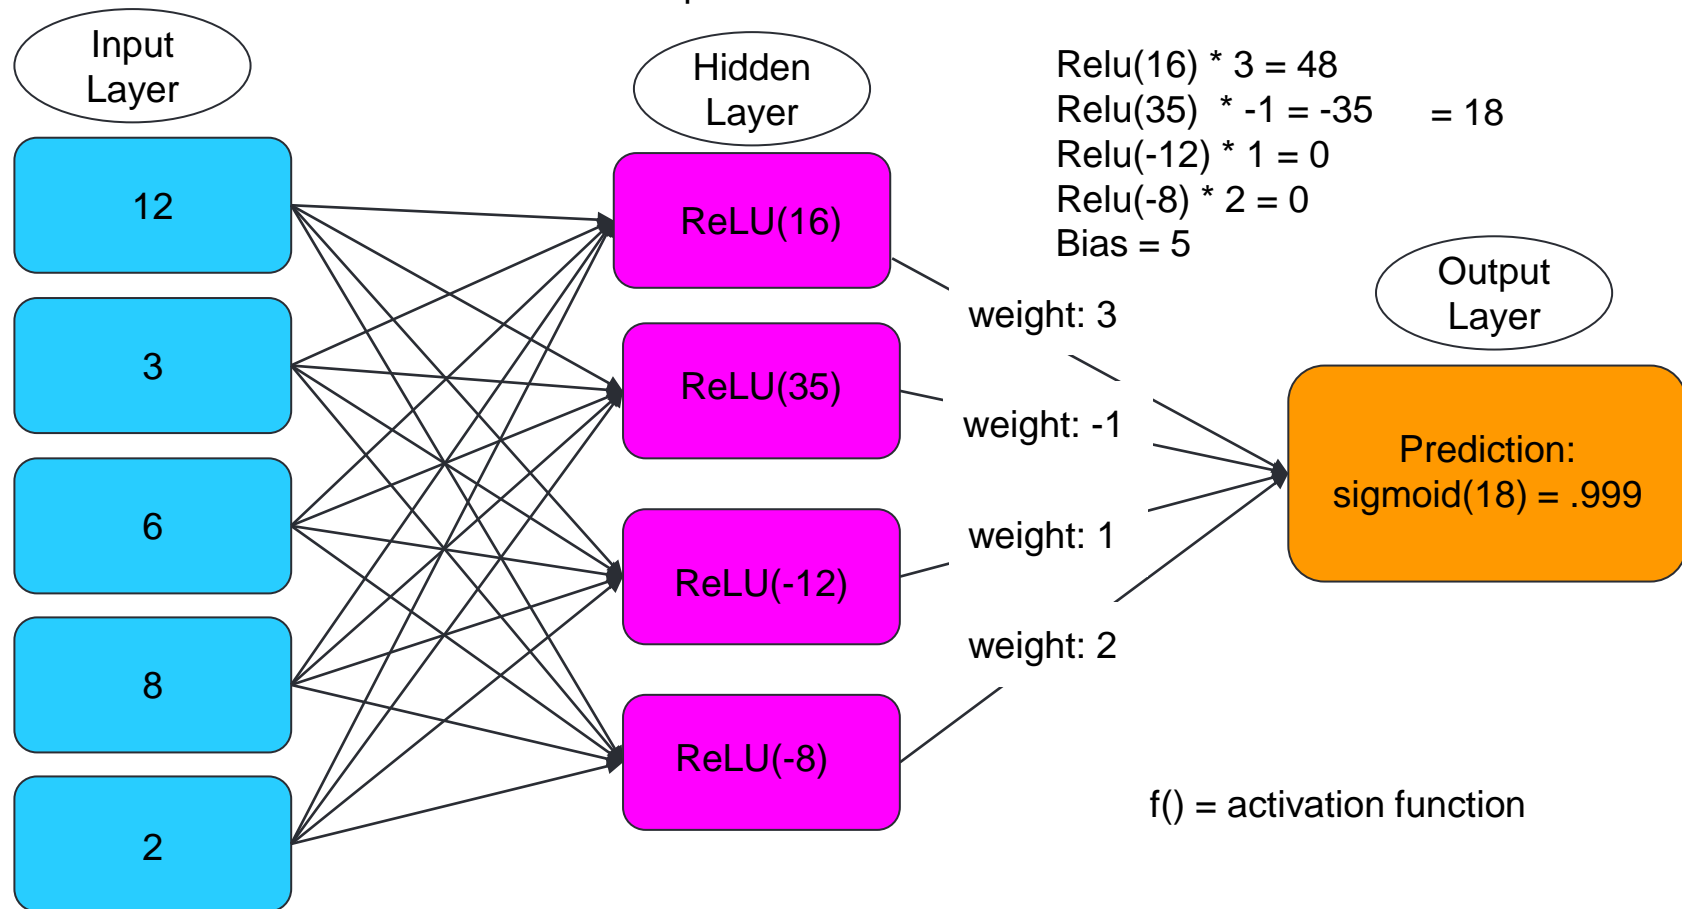 Input
Layer
12
3
6
8
2
Hidden
Layer
ReLU(16)
ReLU(35)
ReLU(-12)
ReLU(-8)
Relu(16) * 3 = 48
Relu(35) * -1 = -35 = 18
Relu(-12) * 1 = 0
Relu(-8) * 2 = 0
Bias = 5
weight: 3
weight: -1
weight: 1
weight: 2
Output
Layer
Prediction:
sigmoid(18) = .999
f() = activation function